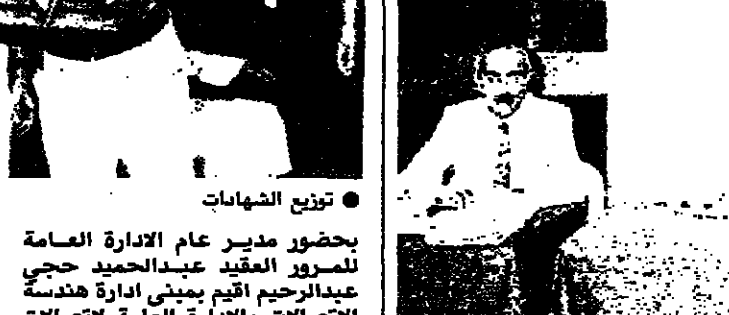 ● توزيع الشهادات
بحضور مدير عام الادارة العامة
للمرور العقيد عبدالحميد حجي
عبدالرحيم اقيم بمبنى ادارة هندسة